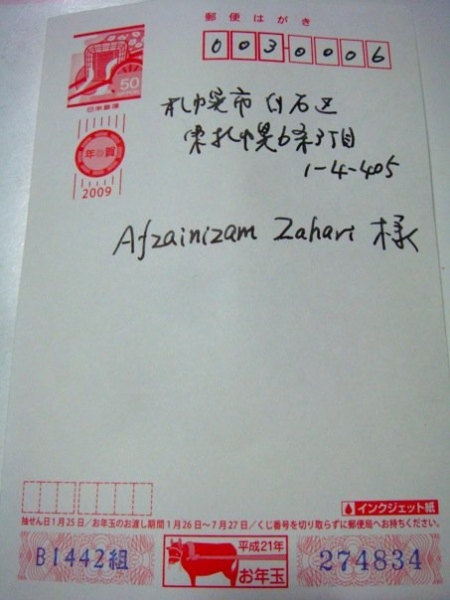 郵便はがき
50
日本郵便
0030006
年賀
2009
札幌市白石区
東札幌6条3丁目
1-4-405
Afzainizam Zahari 様
インクジェット紙
抽せん日1月25日/お年玉のお渡し期間1月26日~7月27日/くじ番号を切り取らずに郵便局へお持ちください。
B1442組
平成21年
お年玉
274834